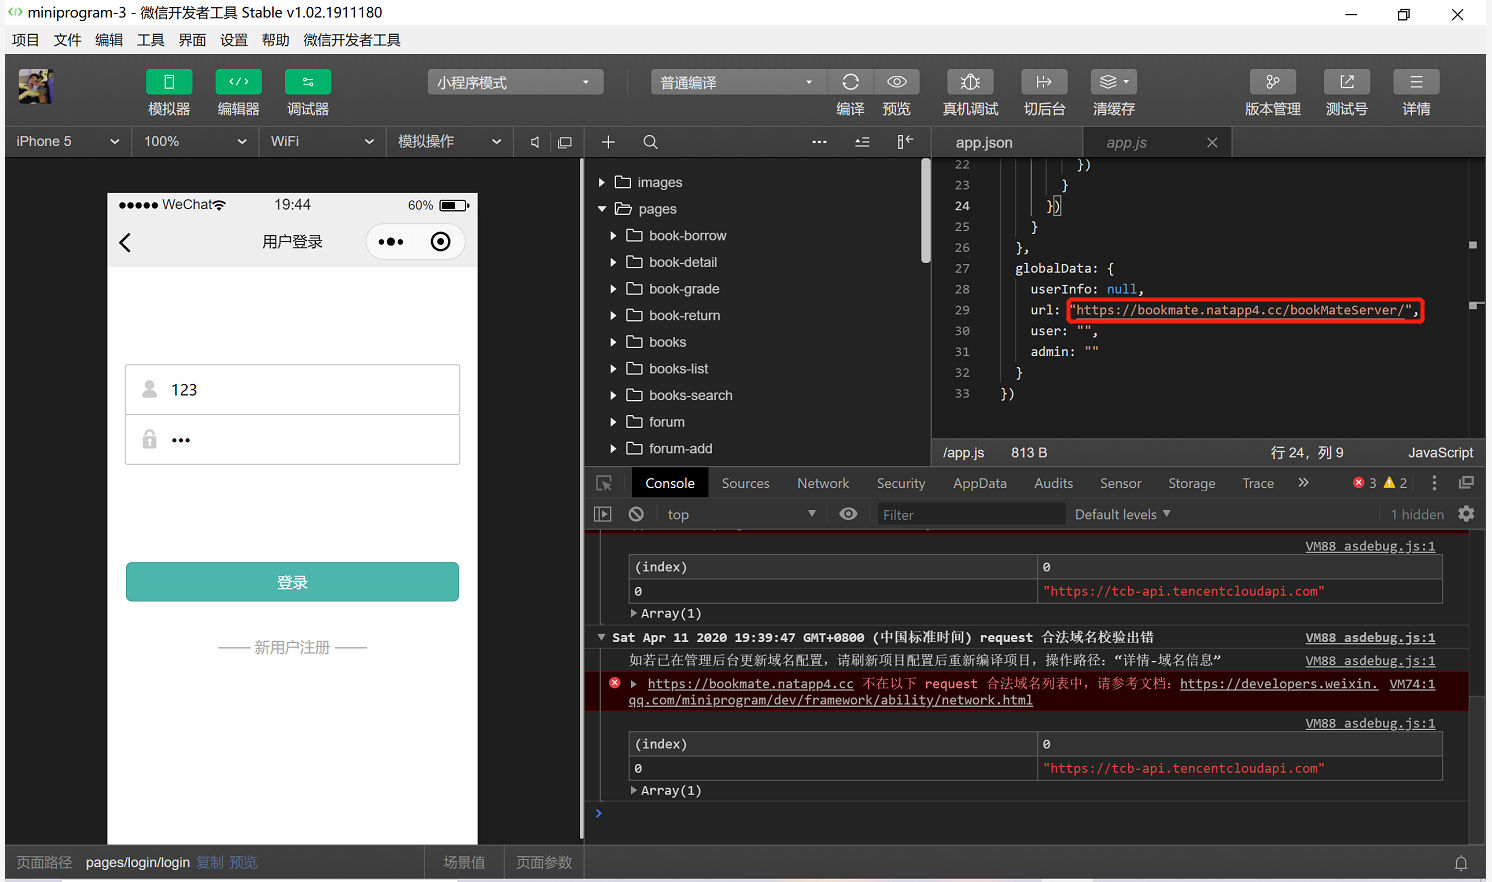 miniprogram-3 - 微信开发者工具 Stable v1.02.1911180
项目 文件 编辑 工具 界面 设置 帮助 微信开发者工具
模拟器 编辑器 调试器
小程序模式
普通编译
编译 预览 真机调试 切后台 清缓存 版本管理 测试号 详情
iPhone 5 100% WiFi 模拟操作
WeChat 19:44 60%
用户登录
123
•••
登录
新用户注册
images
pages
book-borrow
book-detail
book-grade
book-return
books
books-list
books-search
forum
forum-add
app.json app.js
22 })
23 }
24 })
25 }
26 },
27 globalData: {
28 userInfo: null,
29 url: "https://bookmate.natapp4.cc/bookMateServer/",
30 user: "",
31 admin: ""
32 }
33 })
/app.js 813 B 行 24，列 9 JavaScript
Console Sources Network Security AppData Audits Sensor Storage Trace 3 2
top Filter Default levels 1 hidden
VM88 asdebug.js:1
(index) 0
0 "https://tcb-api.tencentcloudapi.com"
Array(1)
Sat Apr 11 2020 19:39:47 GMT+0800 (中国标准时间) request 合法域名校验出错 VM88 asdebug.js:1
如若已在管理后台更新域名配置，请刷新项目配置后重新编译项目，操作路径：“详情-域名信息” VM88 asdebug.js:1
https://bookmate.natapp4.cc 不在以下 request 合法域名列表中，请参考文档：https://developers.weixin. VM74:1
qq.com/miniprogram/dev/framework/ability/network.html
VM88 asdebug.js:1
(index) 0
0 "https://tcb-api.tencentcloudapi.com"
Array(1)
页面路径 pages/login/login 复制 预览 场景值 页面参数